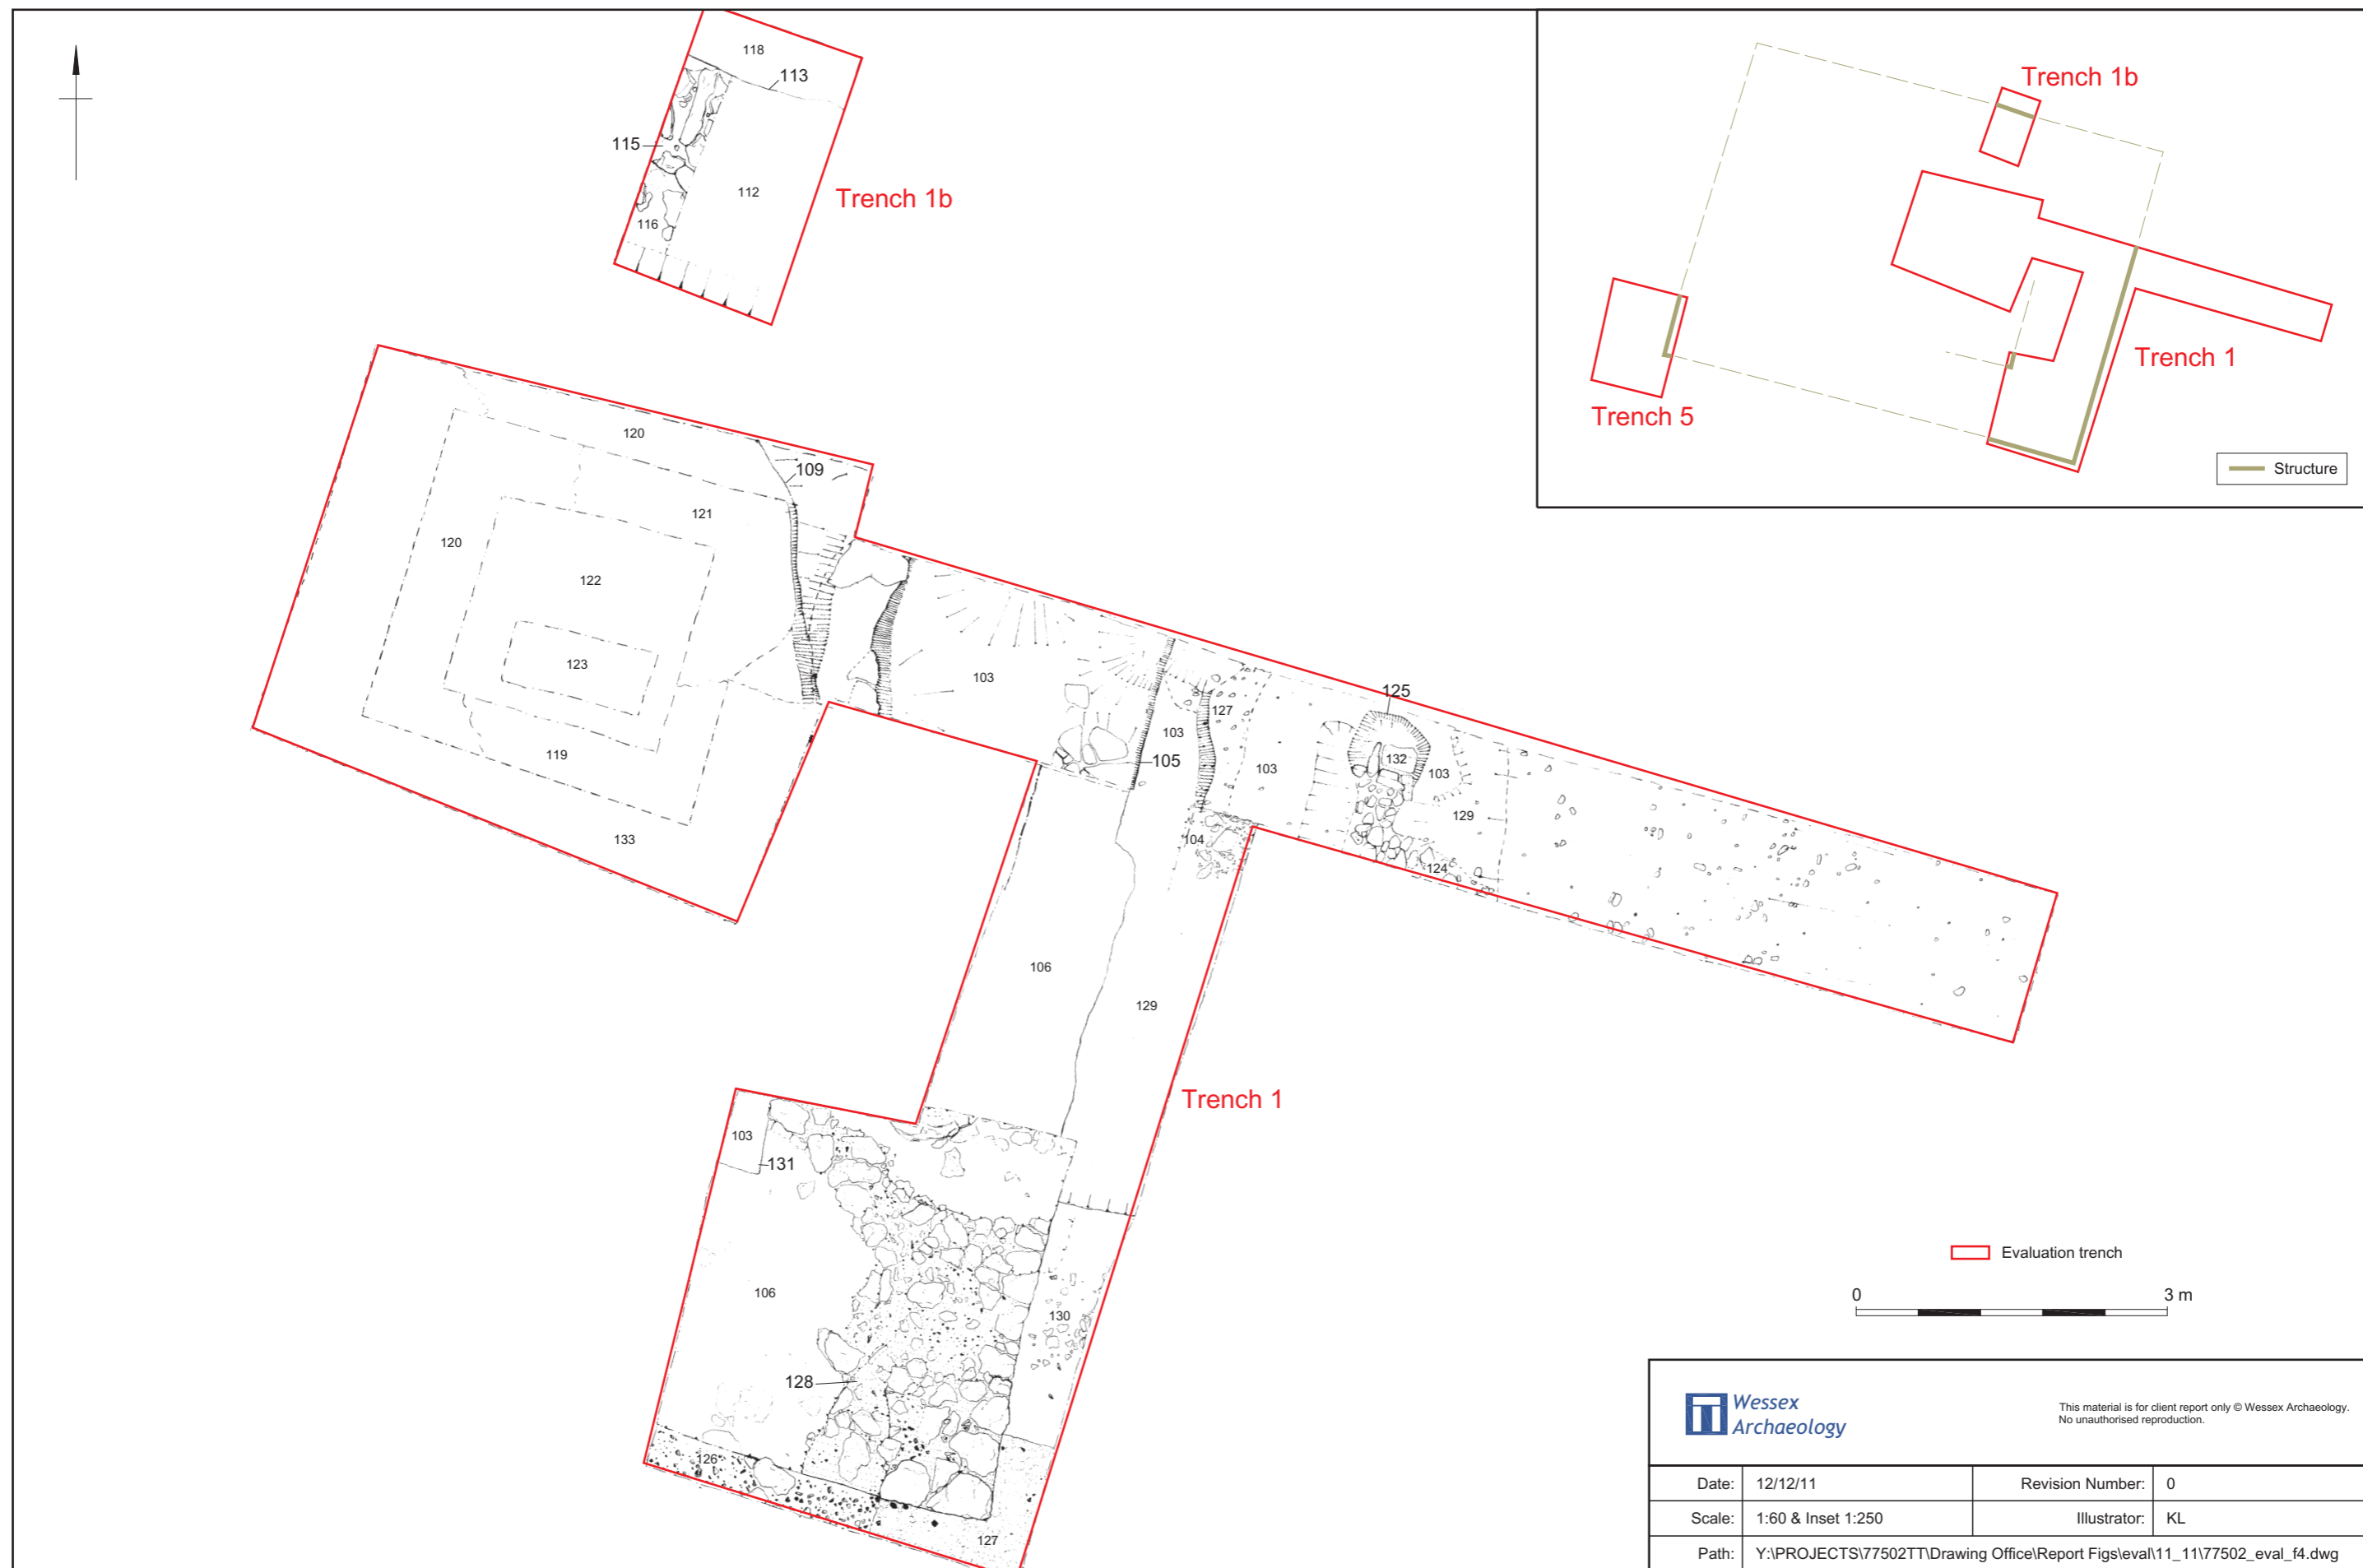 118
113
115
112
116
Trench 1b
Trench 1b
Trench 1
Trench 5
Structure
120
109
121
120
122
123
119
133
103
125
127
103
105
103
132
103
129
104
124
106
129
Trench 1
103
131
106
130
128
126
127
Evaluation trench
0 3 m
Wessex
Archaeology
This material is for client report only © Wessex Archaeology.
No unauthorised reproduction.
Date: 12/12/11 Revision Number: 0
Scale: 1:60 & Inset 1:250 Illustrator: KL
Path: Y:\PROJECTS\77502TT\Drawing Office\Report Figs\eval\11_11\77502_eval_f4.dwg